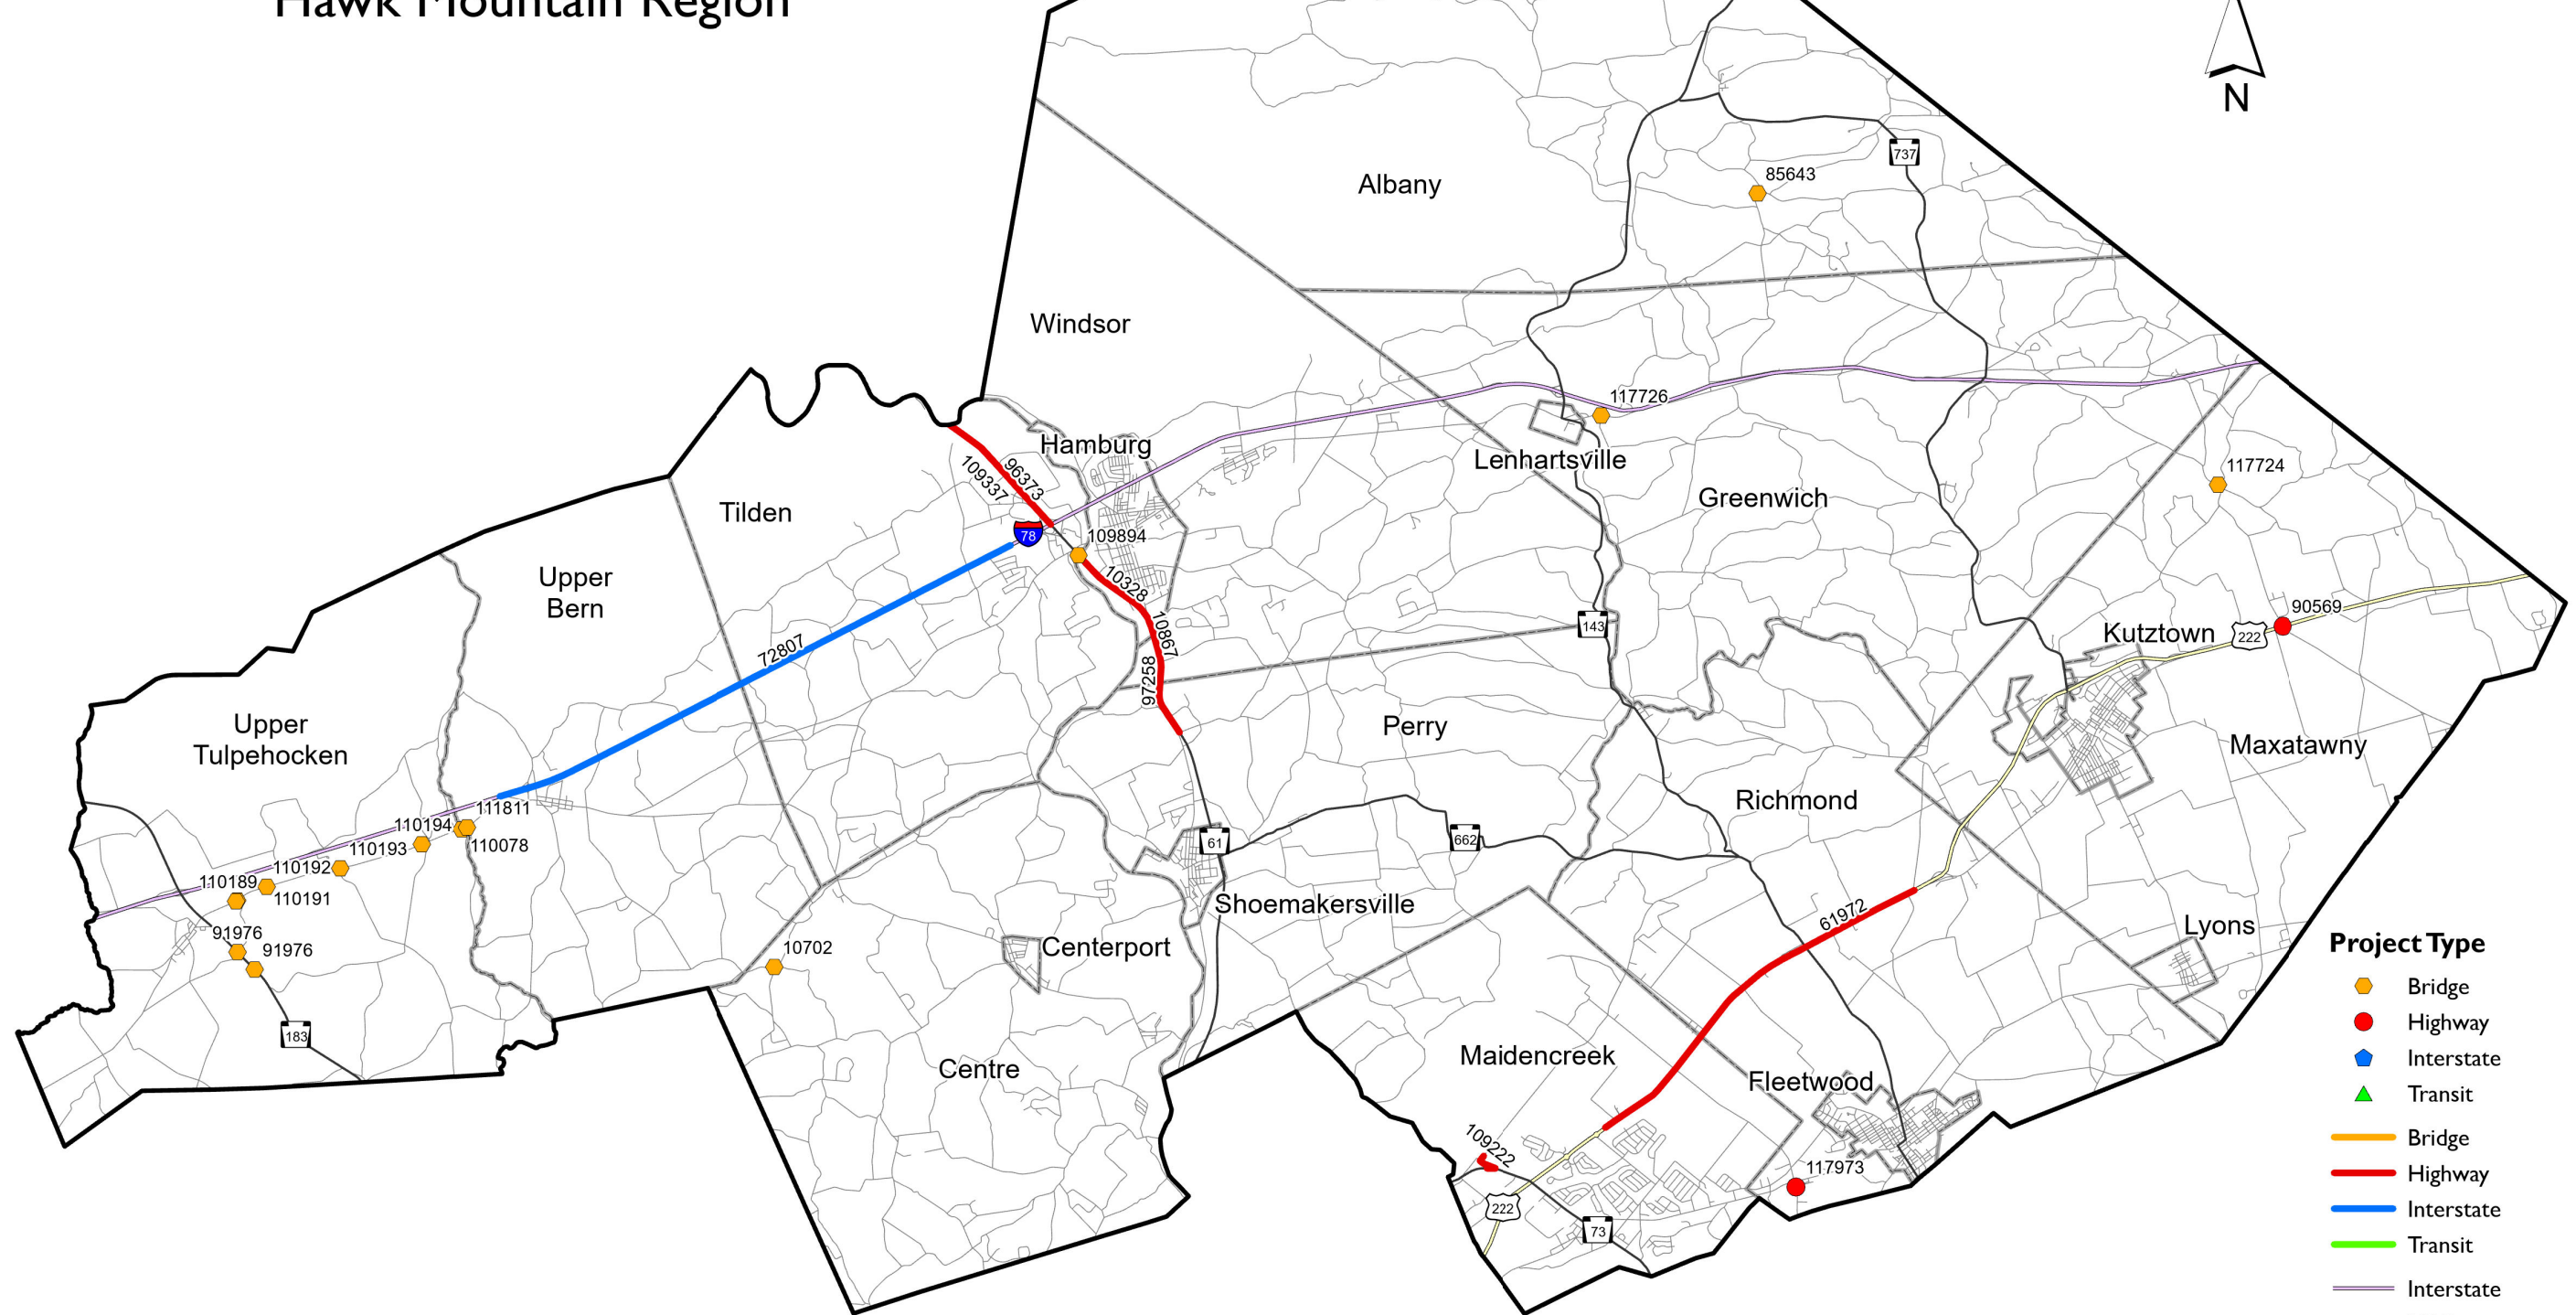 Hawk Mountain Region
N
737
85643
Albany
Windsor
117726
Hamburg
Lenhartsville
96373
109337
117724
Greenwich
Tilden
78
109894
Upper
Bern
10328
90569
143
10867
Kutztown
222
72807
97258
Upper
Tulpehocken
Perry
Maxatawny
Richmond
111811
110194
110078
110193
61
662
110192
110189
110191
Shoemakersville
61972
Lyons
91976
91976
10702
Centerport
183
Centre
Maidencreek
Fleetwood
109222
117973
222
73
Project Type
Bridge
Highway
Interstate
Transit
Bridge
Highway
Interstate
Transit
Interstate